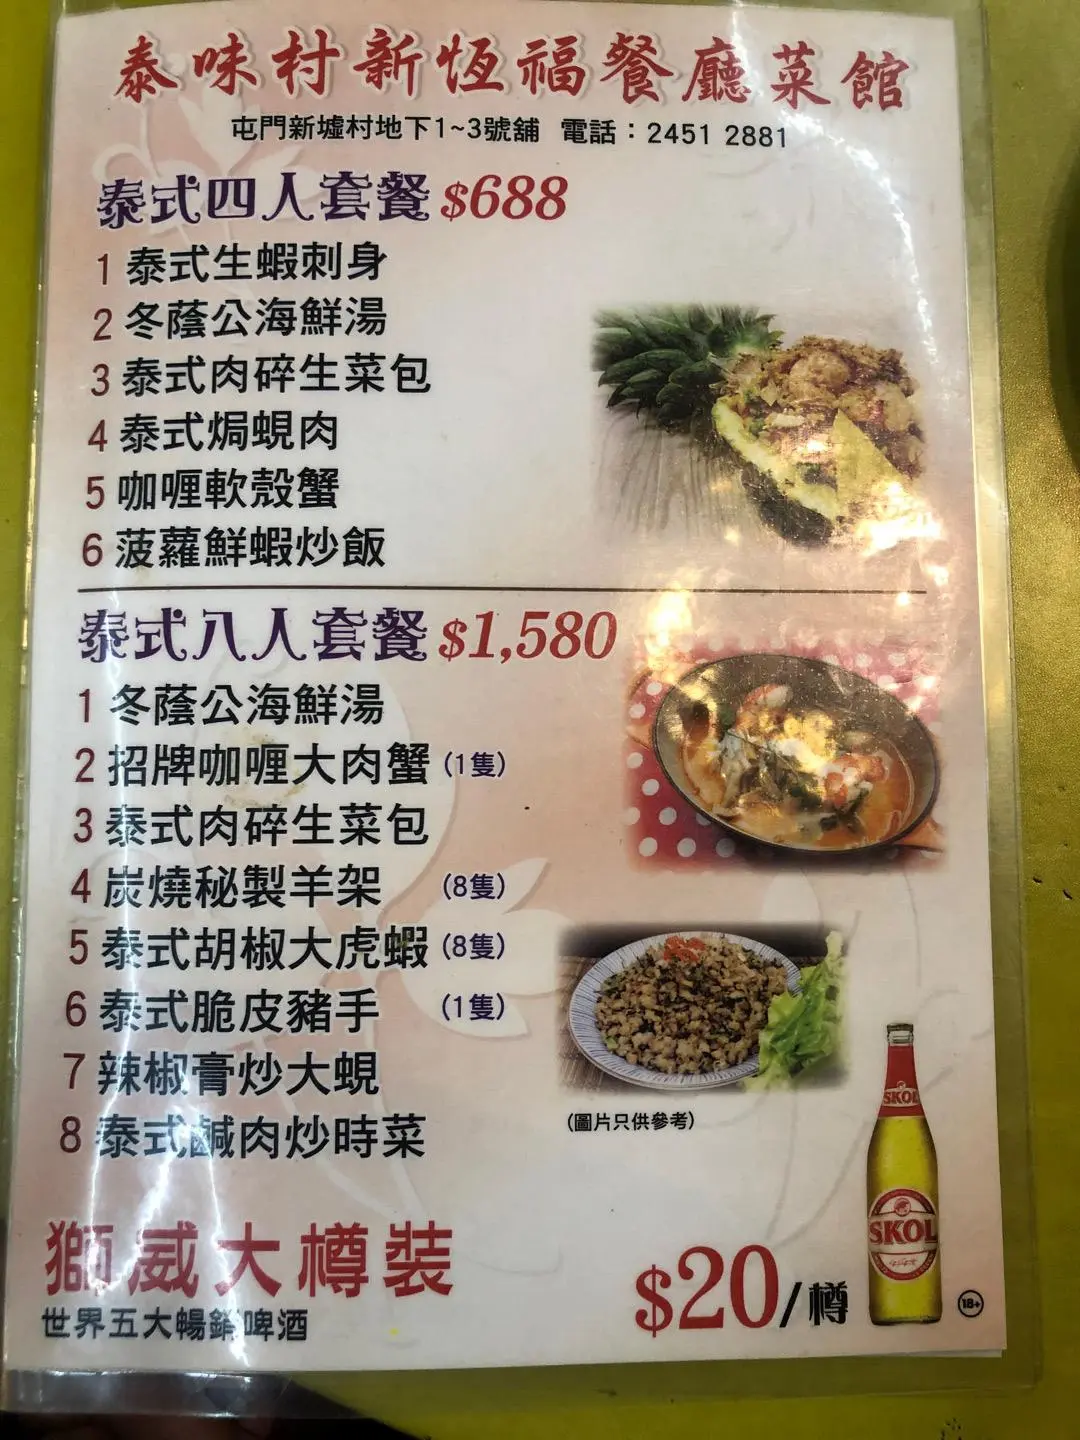 泰味村新恆福餐廳菜館
屯門新墟村地下1~3號舖 電話：2451 2881
泰式四人套餐 $688
1 泰式生蝦刺身
2 冬蔭公海鮮湯
3 泰式肉碎生菜包
4 泰式焗蜆肉
5 咖喱軟殼蟹
6 菠蘿鮮蝦炒飯
泰式八人套餐 $1,580
1 冬蔭公海鮮湯
2 招牌咖喱大肉蟹 (1隻)
3 泰式肉碎生菜包
4 炭燒秘製羊架 (8隻)
5 泰式胡椒大虎蝦 (8隻)
6 泰式脆皮豬手 (1隻)
7 辣椒膏炒大蜆
8 泰式鹹肉炒時菜
(圖片只供參考)
獅威大樽裝
世界五大暢銷啤酒
$20/樽
SKOL
SKOL
18+